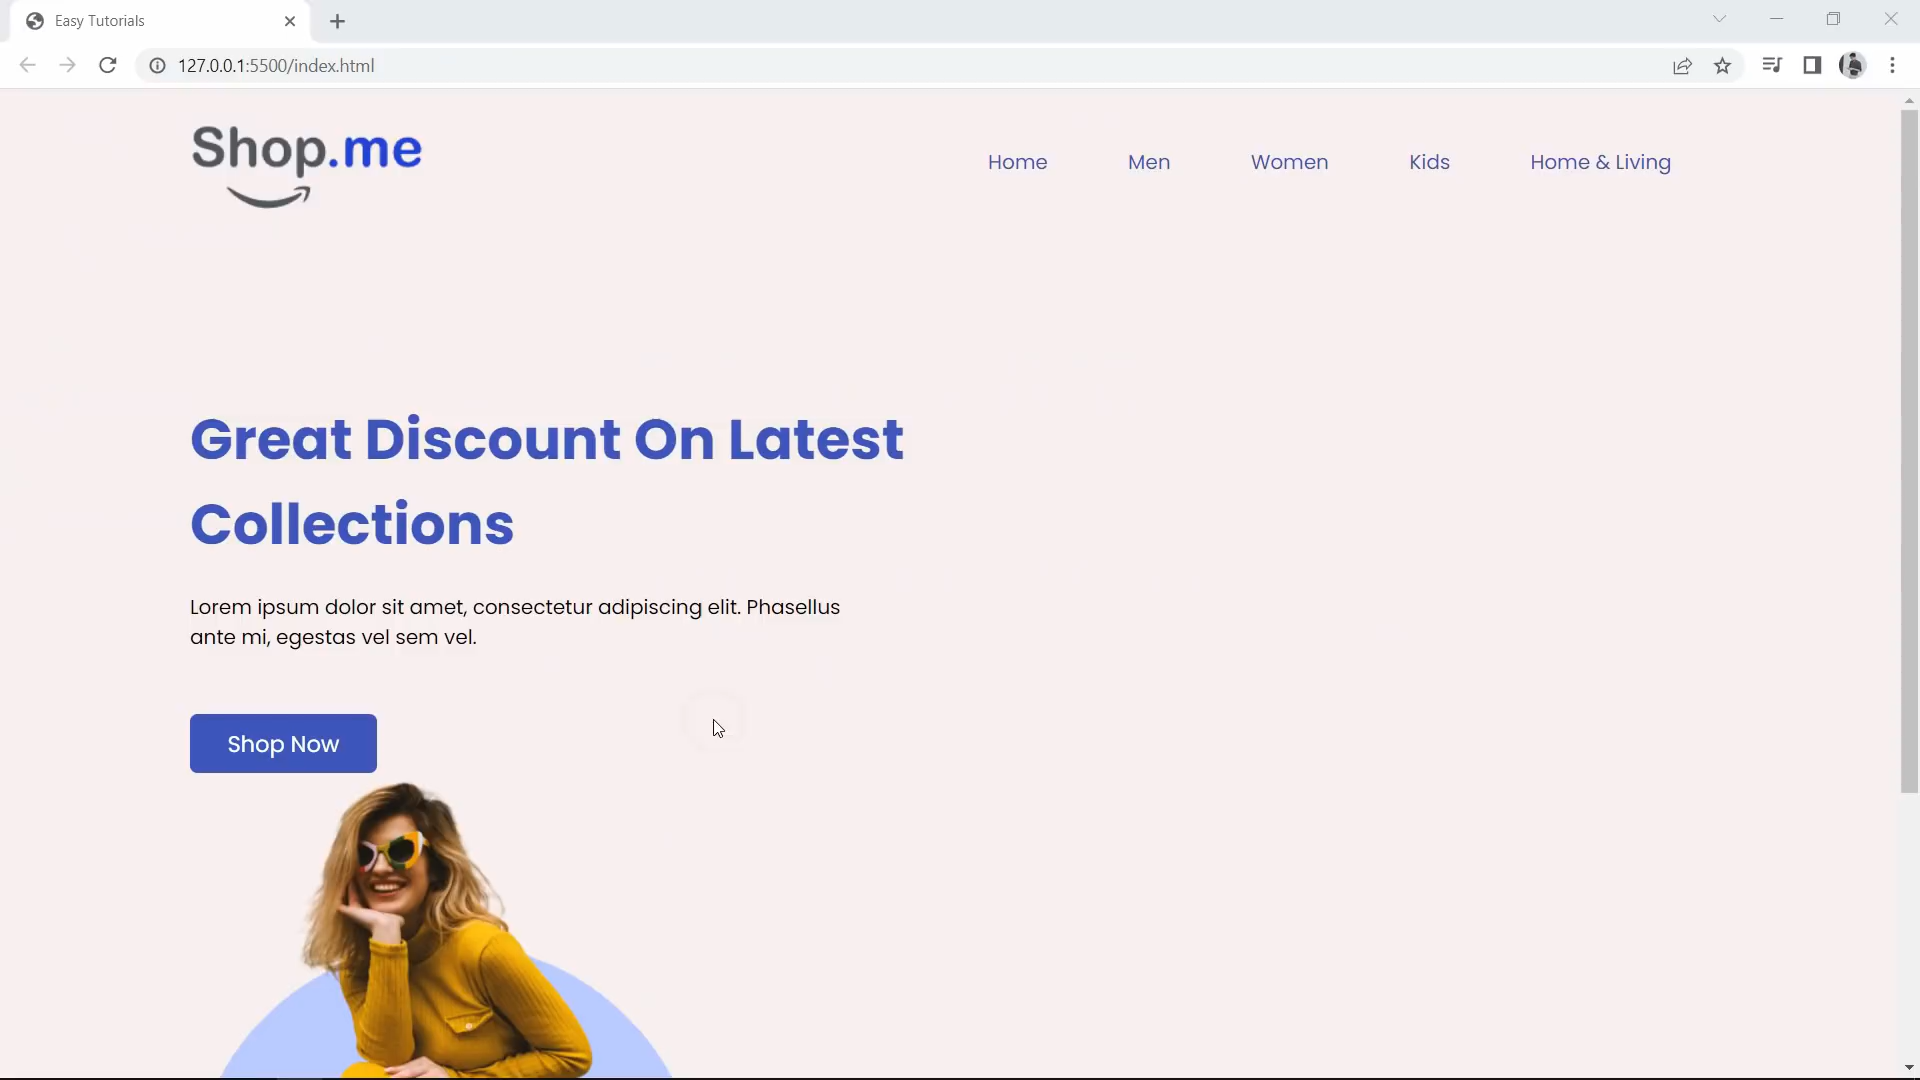 Easy Tutorials
127.0.0.1:5500/index.html
Shop.me
Home Men Women Kids Home & Living
Great Discount On Latest
Collections
Lorem ipsum dolor sit amet, consectetur adipiscing elit. Phasellus
ante mi, egestas vel sem vel.
Shop Now